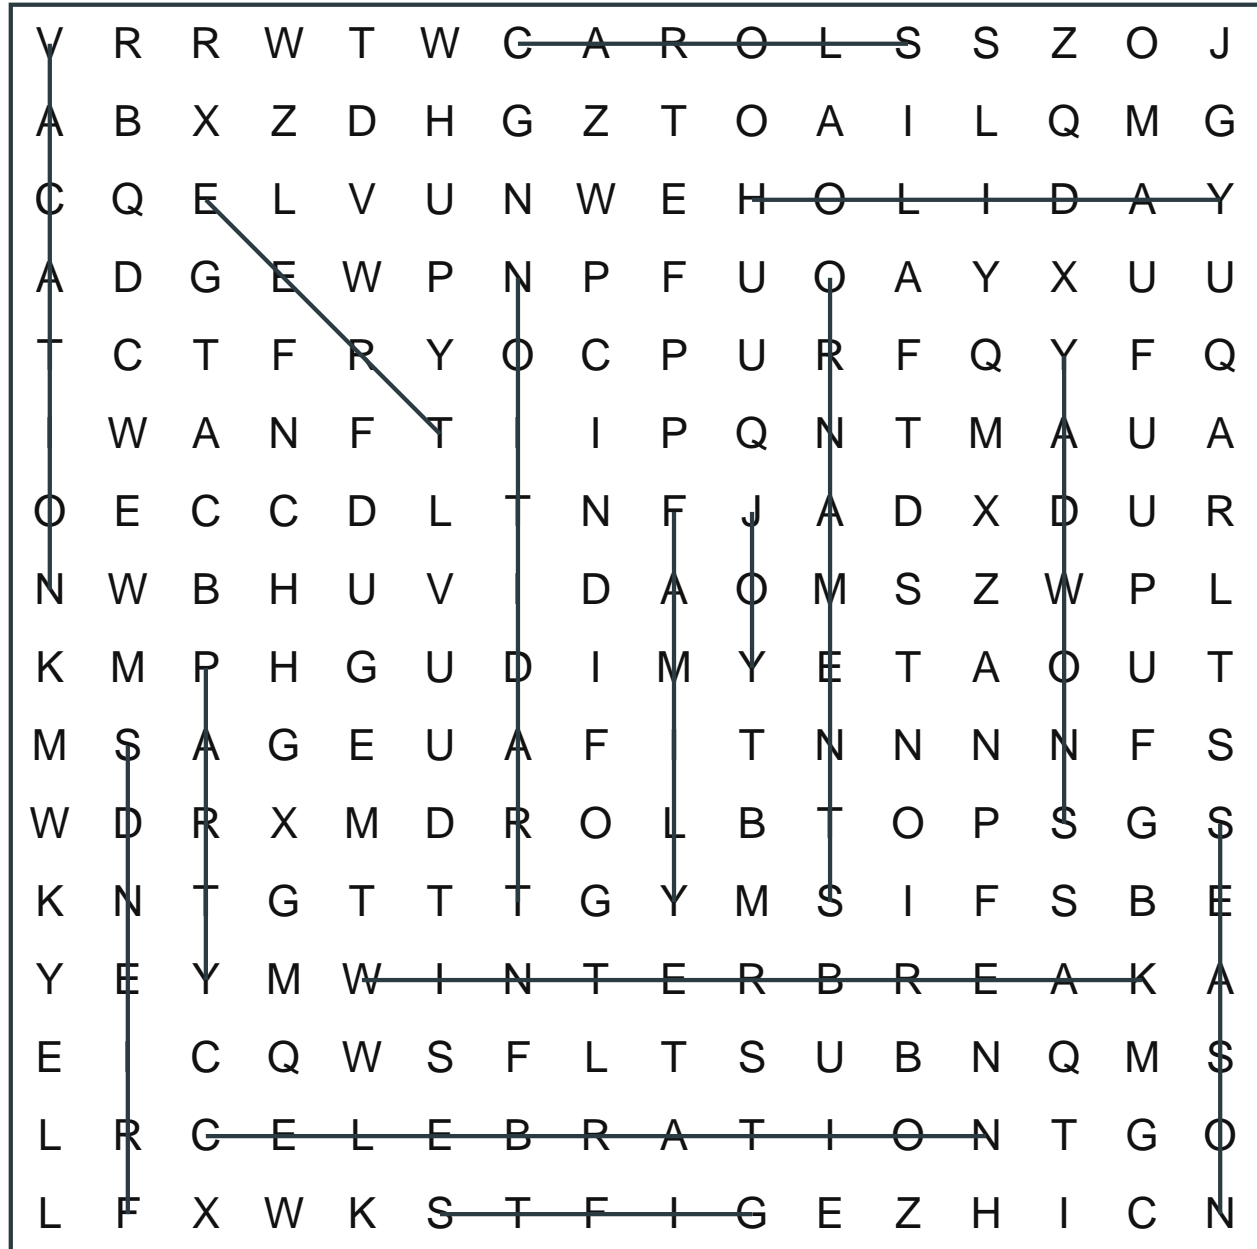 V R R W T W C A R O L S S Z O J
A B X Z D H G Z T O A I L Q M G
C Q E L V U N W E H O L I D A Y
A D G E W P N P F U O A Y X U U
T C T F R Y O C P U R F Q Y F Q
I W A N F T I I P Q N T M A U A
O E C C D L T N F J A D X D U R
N W B H U V I D A O M S Z W P L
K M P H G U D I M Y E T A O U T
M S A G E U A F I T N N N N F S
W D R X M D R O L B T O P S G S
K N T G T T T G Y M S I F S B E
Y E Y M W I N T E R B R E A K A
E I C Q W S F L T S U B N Q M S
L R C E L E B R A T I O N T G O
L F X W K S T F I G E Z H I C N